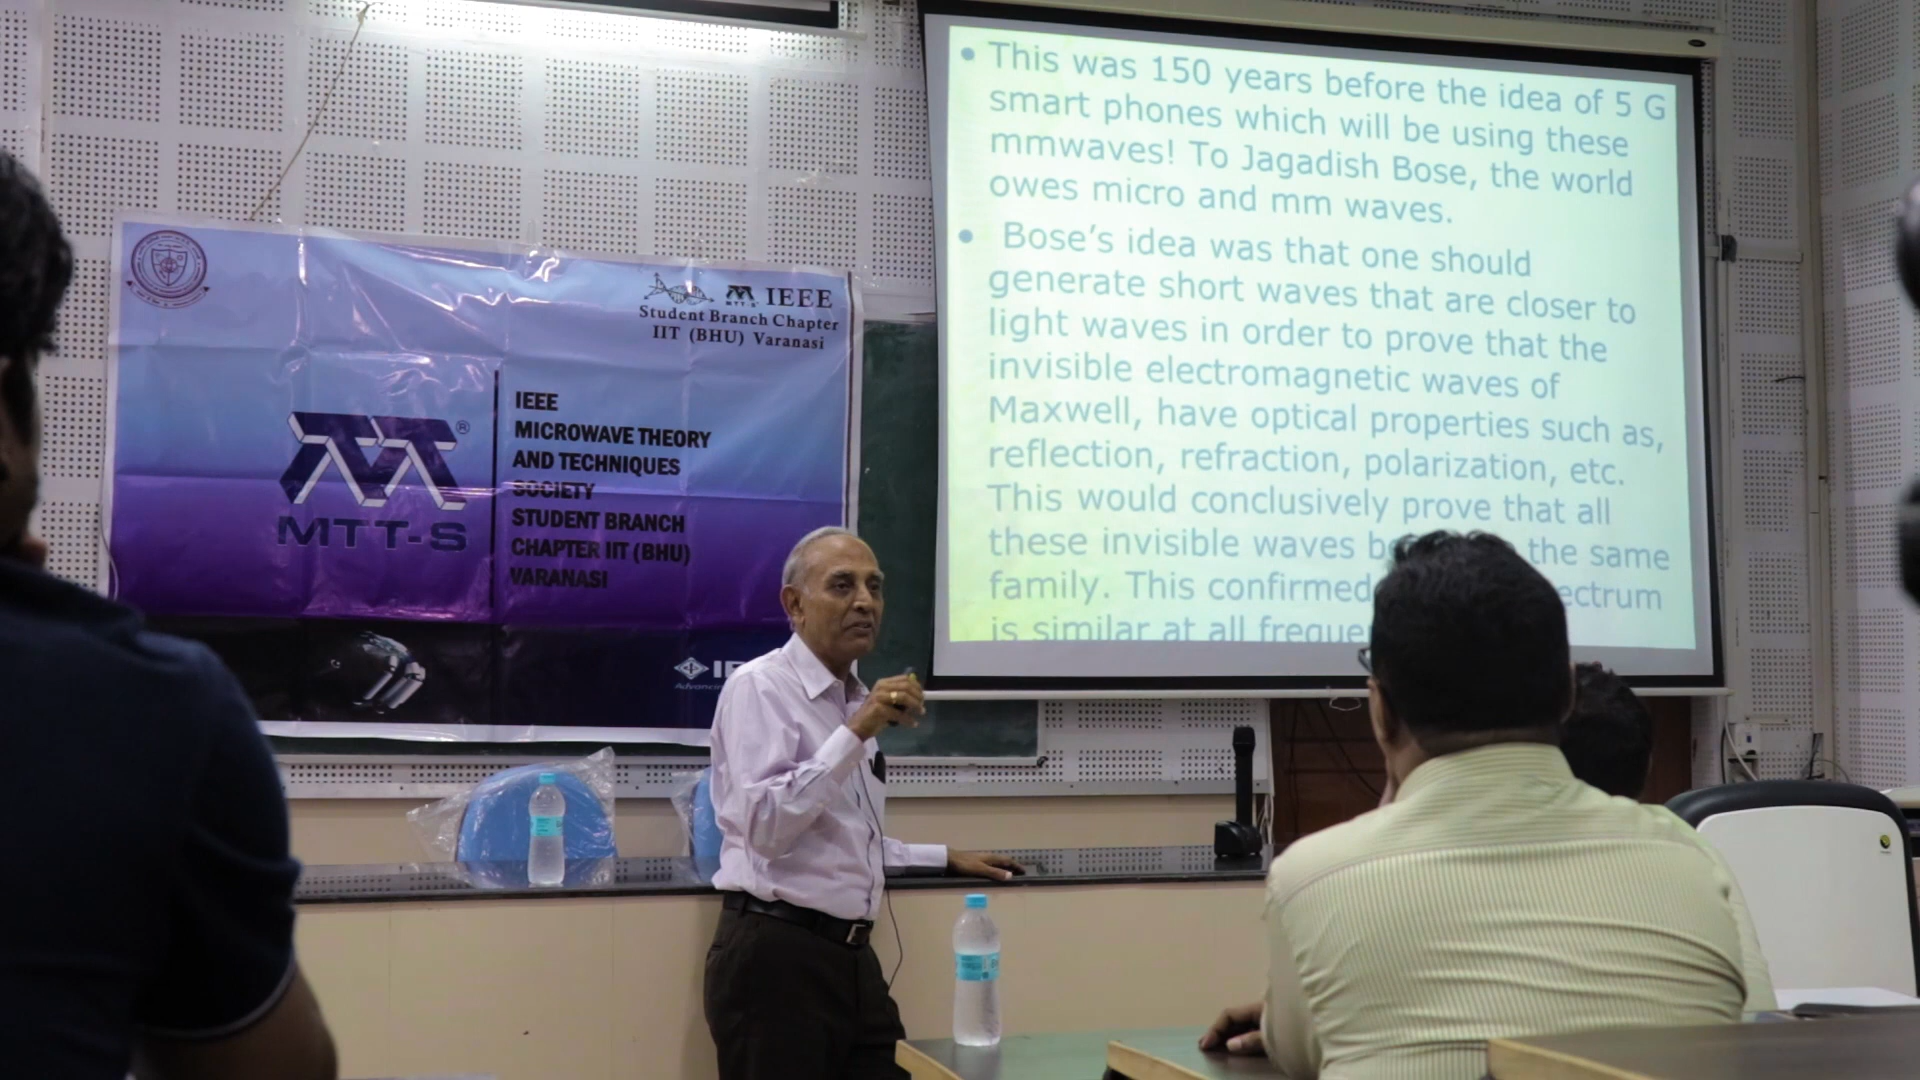 IEEE
Student Branch Chapter
IIT (BHU) Varanasi
MTT-S
®
IEEE
MICROWAVE THEORY
AND TECHNIQUES
SOCIETY
STUDENT BRANCH
CHAPTER IIT (BHU)
VARANASI
• This was 150 years before the idea of 5 G
smart phones which will be using these
mmwaves! To Jagadish Bose, the world
owes micro and mm waves.
• Bose's idea was that one should
generate short waves that are closer to
light waves in order to prove that the
invisible electromagnetic waves of
Maxwell, have optical properties such as,
reflection, refraction, polarization, etc.
This would conclusively prove that all
these invisible waves the same
family. This confirmed
is similar at all